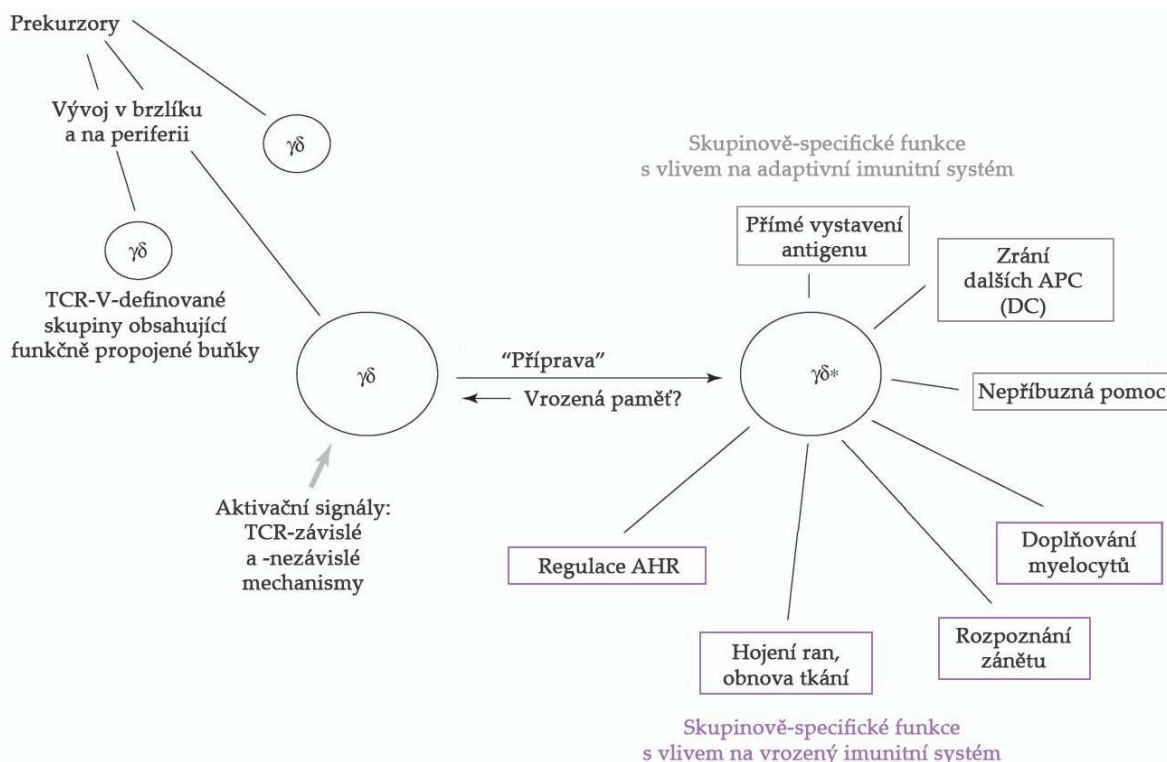 Prekurzory
Vývoj v brzlíku
a na periferii
γδ
γδ
TCR-V-definované
skupiny obsahující
funkčně propojené buňky
γδ
Aktivační signály:
TCR-závislé
a -nezávislé
mechanismy
“Příprava”
Vrozená paměť?
Skupinově-specifické funkce
s vlivem na adaptivní imunitní systém
Přímé vystavení
antigenu
Zrání
dalších APC
(DC)
γδ*
Nepříbuzná pomoc
Doplňování
myelocytů
Regulace AHR
Rozpoznání
zánětu
Hojení ran,
obnova tkání
Skupinově-specifické funkce
s vlivem na vrozený imunitní systém